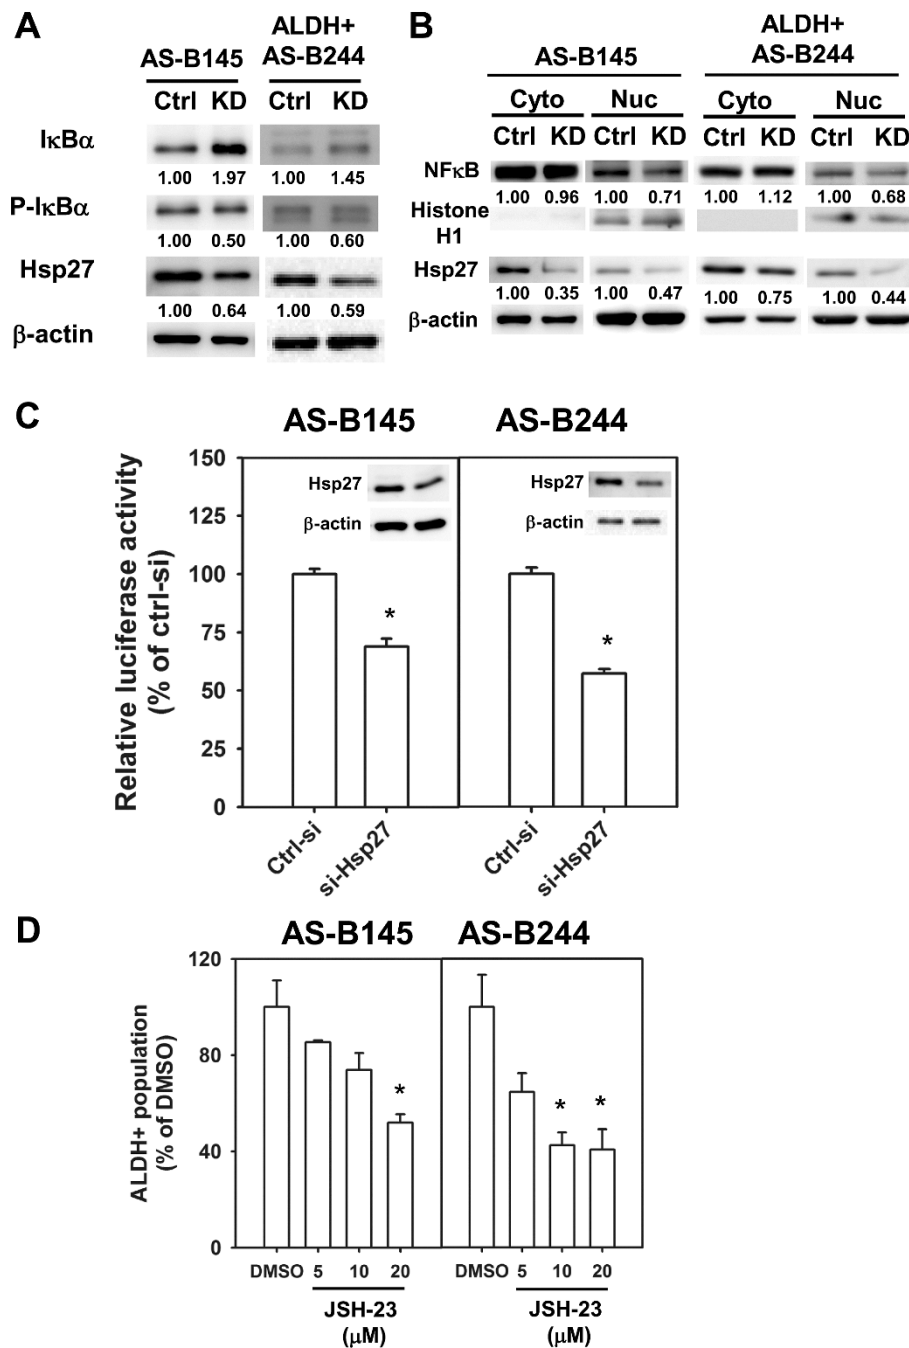 A
AS-B145
ALDH+
AS-B244
Ctrl KD Ctrl KD
IκBα
1.00 1.97 1.00 1.45
P-IκBα
1.00 0.50 1.00 0.60
Hsp27
1.00 0.64 1.00 0.59
β-actin
B
AS-B145
ALDH+
AS-B244
Cyto Nuc Cyto Nuc
Ctrl KD Ctrl KD Ctrl KD Ctrl KD
NFκB
1.00 0.96 1.00 0.71 1.00 1.12 1.00 0.68
Histone
H1
Hsp27
1.00 0.35 1.00 0.47 1.00 0.75 1.00 0.44
β-actin
C
AS-B145 AS-B244
Relative luciferase activity
(% of ctrl-si)
150
125
100
75
50
25
0
Hsp27
β-actin
*
Hsp27
β-actin
*
Ctrl-si si-Hsp27 Ctrl-si si-Hsp27
D
AS-B145 AS-B244
ALDH+ population
(% of DMSO)
120
80
40
0
*
* *
DMSO 5 10 20 DMSO 5 10 20
JSH-23 JSH-23
(μM) (μM)